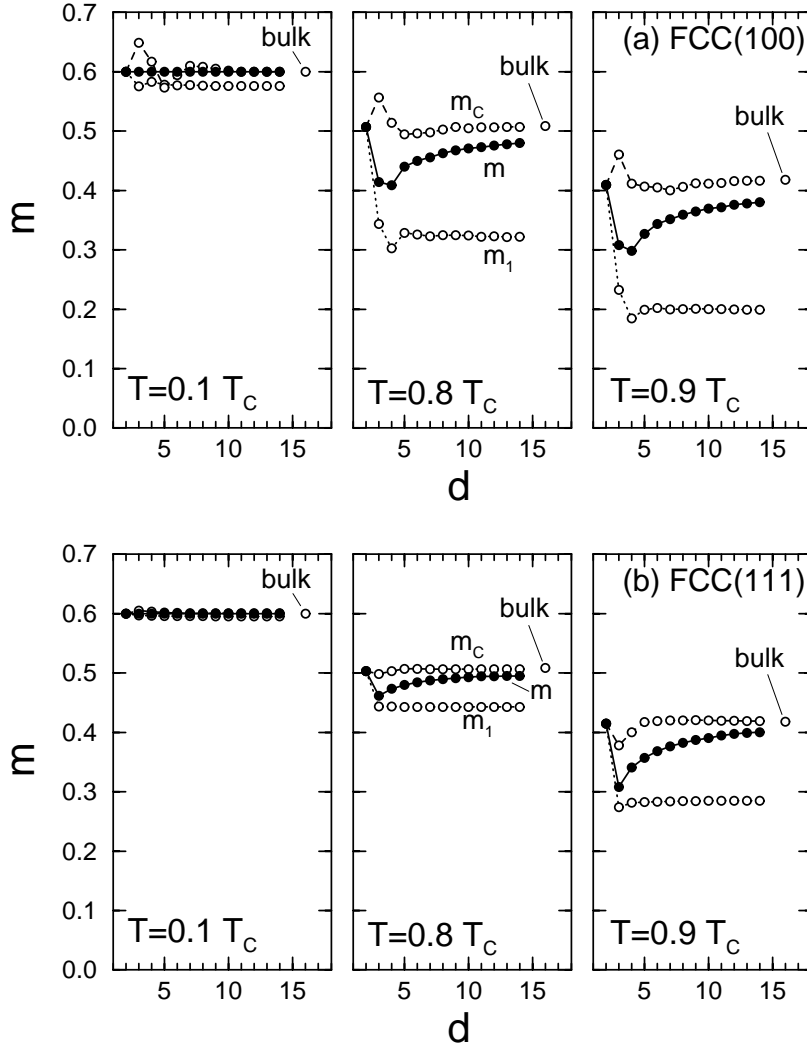 0.7
0.6
0.5
0.4
0.3
0.2
0.1
0.0
m
bulk
T=0.1 T_C
5 10 15
bulk
m_C
m
m_1
T=0.8 T_C
5 10 15
d
(a) FCC(100)
bulk
T=0.9 T_C
5 10 15
0.7
0.6
0.5
0.4
0.3
0.2
0.1
0.0
m
bulk
T=0.1 T_C
5 10 15
bulk
m_C
m
m_1
T=0.8 T_C
5 10 15
d
(b) FCC(111)
bulk
T=0.9 T_C
5 10 15